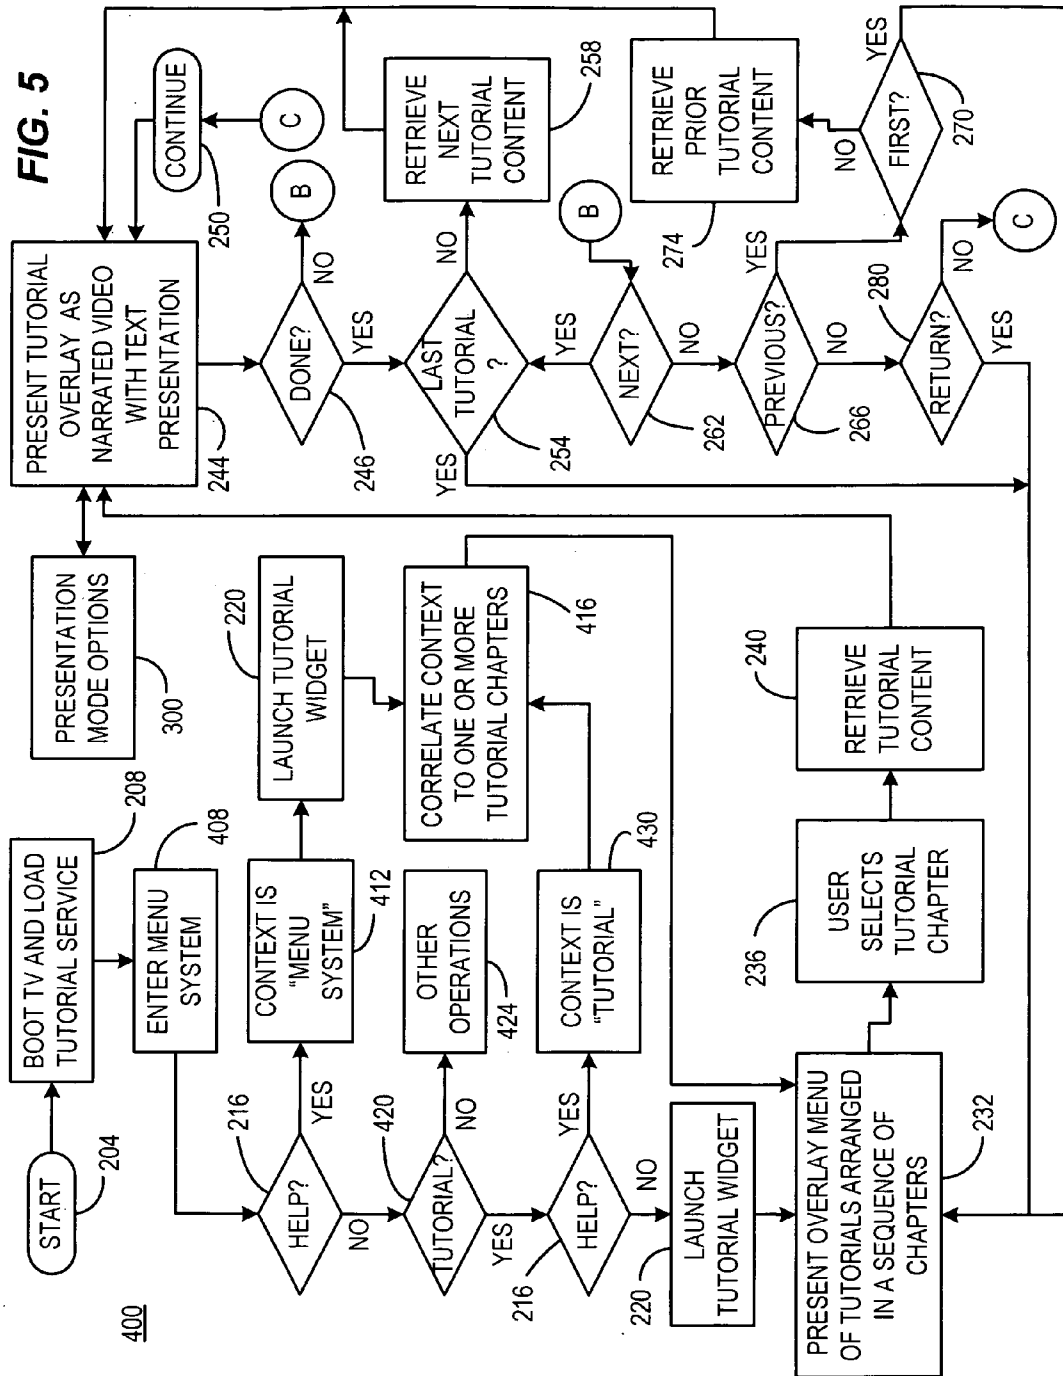 FIG. 5
400
START
204
BOOT TV AND LOAD
TUTORIAL SERVICE
208
ENTER MENU
SYSTEM
408
HELP?
216
YES
NO
CONTEXT IS
“MENU
SYSTEM”
412
LAUNCH TUTORIAL
WIDGET
220
TUTORIAL?
420
NO
YES
OTHER
OPERATIONS
424
CORRELATE CONTEXT
TO ONE OR MORE
TUTORIAL CHAPTERS
416
HELP?
216
YES
NO
CONTEXT IS
“TUTORIAL”
430
LAUNCH
TUTORIAL WIDGET
220
PRESENT OVERLAY MENU
OF TUTORIALS ARRANGED
IN A SEQUENCE OF
CHAPTERS
232
USER
SELECTS
TUTORIAL
CHAPTER
236
RETRIEVE
TUTORIAL
CONTENT
240
PRESENTATION
MODE OPTIONS
300
PRESENT TUTORIAL
OVERLAY AS
NARRATED VIDEO
WITH TEXT
PRESENTATION
244
CONTINUE
250
C
DONE?
246
NO
B
YES
LAST
TUTORIAL
?
254
YES
NO
RETRIEVE
NEXT
TUTORIAL
CONTENT
258
B
NEXT?
262
YES
NO
PREVIOUS?
266
YES
NO
RETRIEVE
PRIOR
TUTORIAL
CONTENT
274
FIRST?
270
NO
YES
RETURN?
280
NO
C
YES